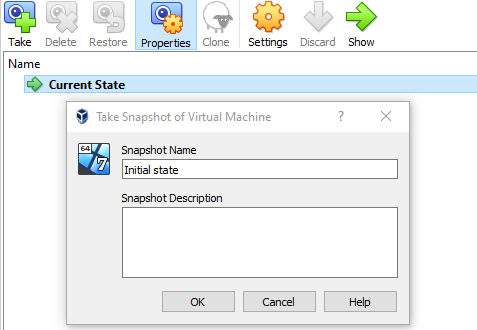 Take Delete Restore Properties Clone Settings Discard Show
Name
Current State
Take Snapshot of Virtual Machine ? ×
64
7
Snapshot Name
Initial state
Snapshot Description
OK Cancel Help